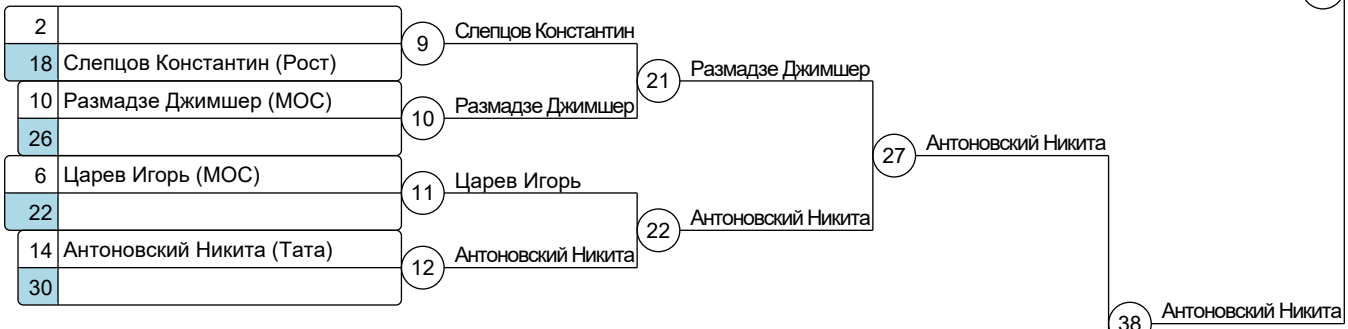 2
9
Слепцов Константин
18 Слепцов Константин (Рост)
21
Размадзе Джимшер
10 Размадзе Джимшер (МОС)
10
Размадзе Джимшер
26
27
Антоновский Никита
6 Царев Игорь (МОС)
11
Царев Игорь
22
22
Антоновский Никита
14 Антоновский Никита (Тата)
12
Антоновский Никита
30
38
Антоновский Никита